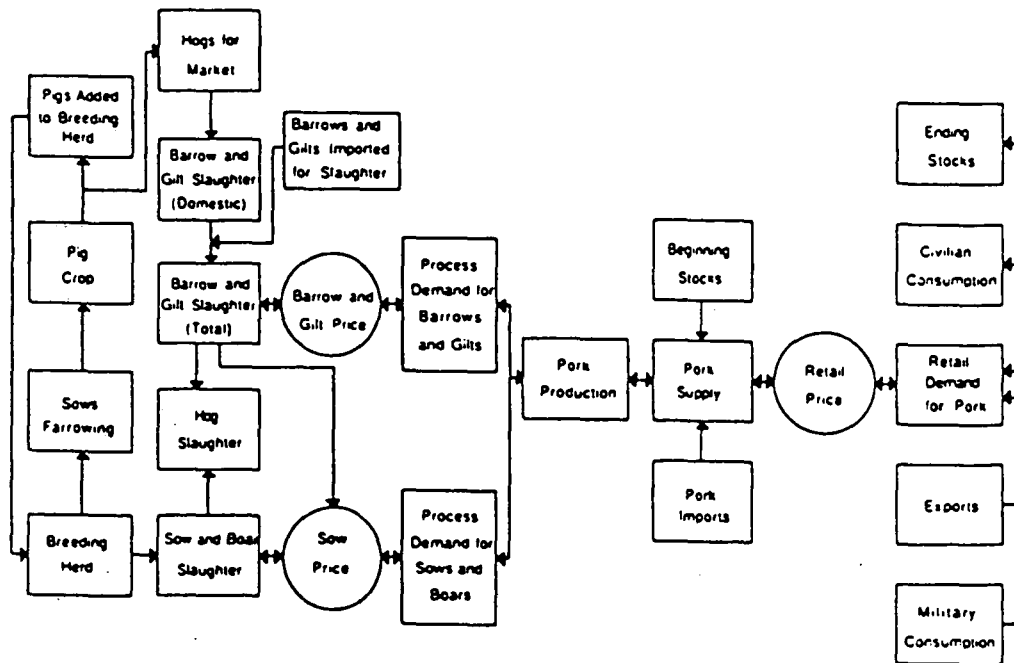 Hogs for
Market
Pigs Added
to Breeding
Herd
Barrow and
Gilt Slaughter
(Domestic)
Barrows and
Gilts Imported
for Slaughter
Ending
Stocks
Pig
Crop
Barrow and
Gilt Slaughter
(Total)
Barrow and
Gilt Price
Process
Demand for
Barrows
and Gilts
Beginning
Stocks
Civilian
Consumption
Sows
Farrowing
Hog
Slaughter
Pork
Production
Pork
Supply
Retail
Price
Retail
Demand
for Pork
Breeding
Herd
Sow and Boar
Slaughter
Sow
Price
Process
Demand for
Sows and
Boars
Pork
Imports
Exports
Military
Consumption